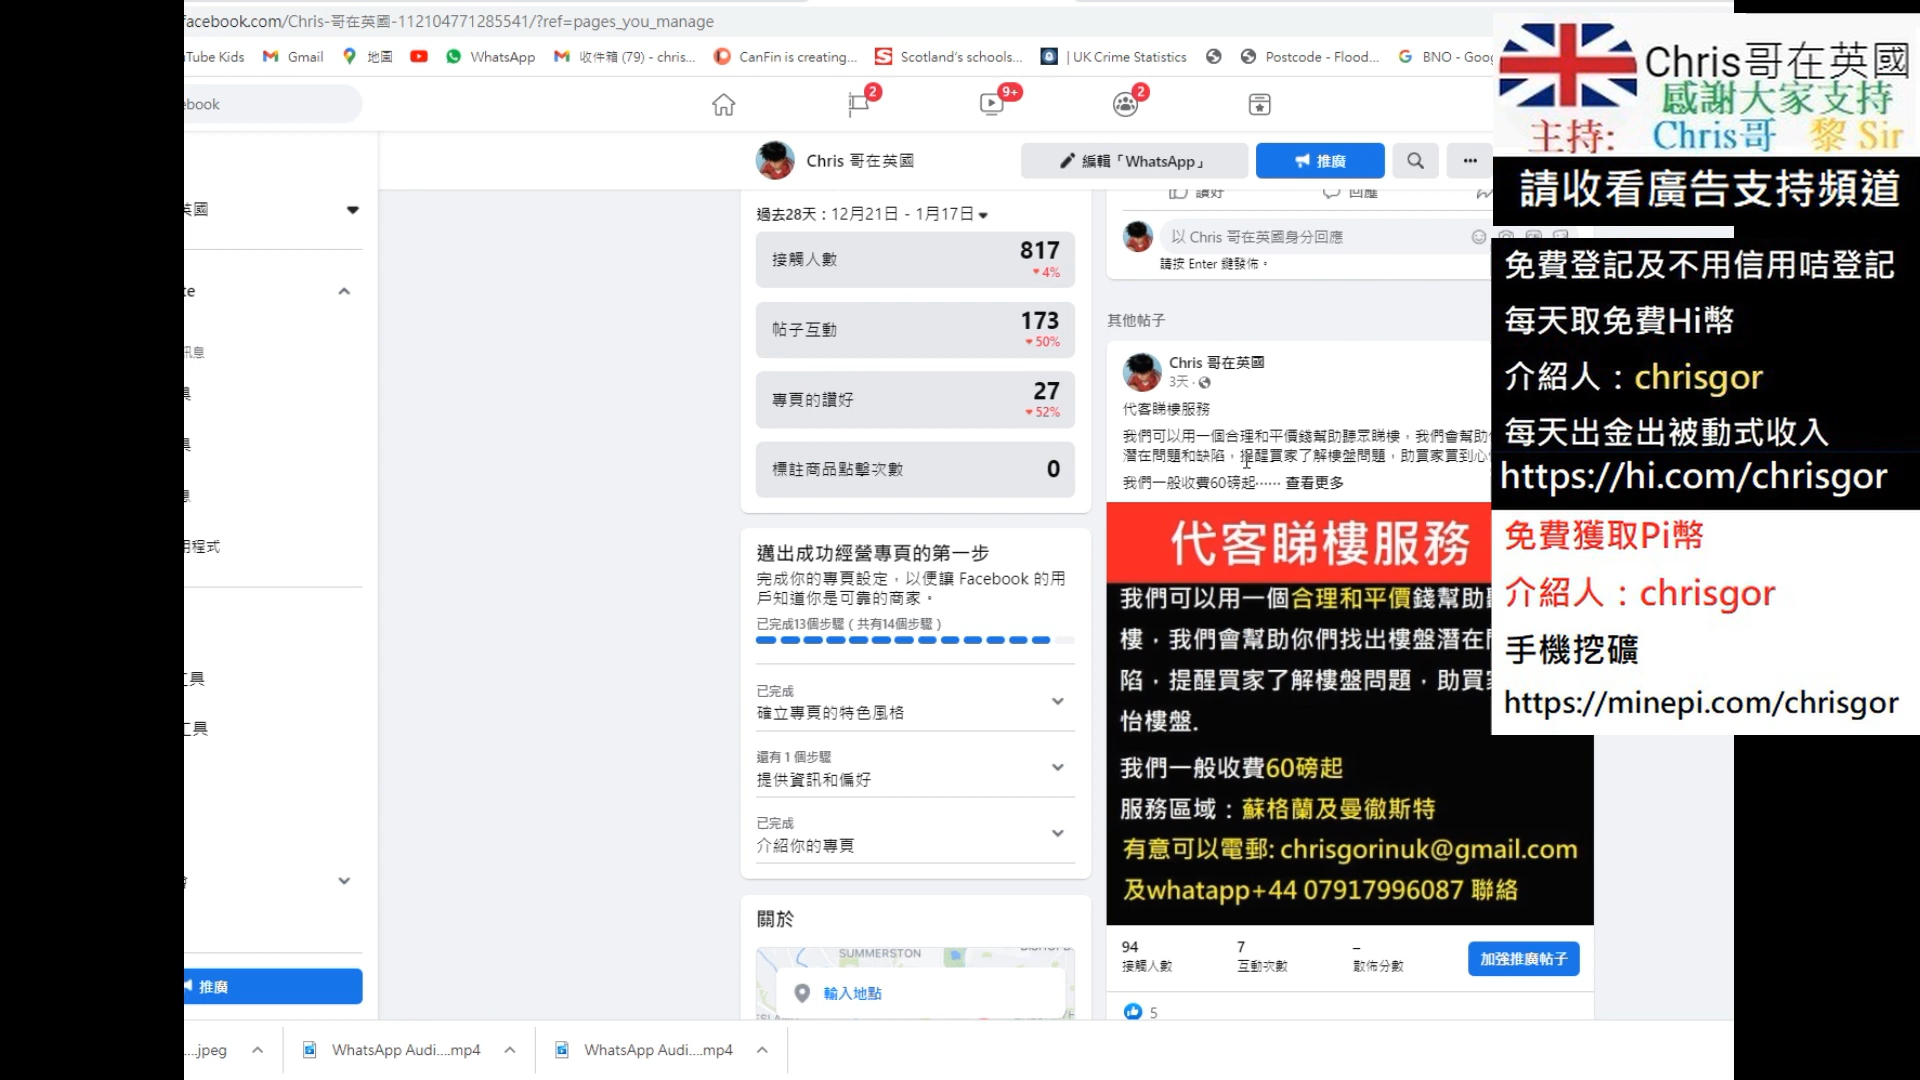 facebook.com/Chris-哥在英國-112104771285541/?ref=pages_you_manage
uTube Kids
Gmail
地圖
WhatsApp
收件箱 (79) - chris...
CanFin is creating...
Scotland's schools...
| UK Crime Statistics
Postcode - Flood...
BNO - Goog
ebook
2
9+
2
Chris 哥在英國
編輯「WhatsApp」
推廣
英國
te
訊息
用程式
工具
工具
推廣
過去28天：12月21日 - 1月17日
接觸人數
817
4%
帖子互動
173
50%
專頁的讚好
27
52%
標註商品點擊次數
0
邁出成功經營專頁的第一步
完成你的專頁設定，以便讓 Facebook 的用
戶知道你是可靠的商家。
已完成13個步驟（共有14個步驟）
已完成
確立專頁的特色風格
還有 1 個步驟
提供資訊和偏好
已完成
介紹你的專頁
關於
SUMMERSTON
輸入地點
讚好
回應
以 Chris 哥在英國身分回應
請按 Enter 鍵發佈。
其他帖子
Chris 哥在英國
3天
代客睇樓服務
我們可以用一個合理和平價錢幫助聽眾睇樓，我們會幫助
潛在問題和缺陷，提醒買家了解樓盤問題，助買家買到心
我們一般收費60磅起...... 查看更多
代客睇樓服務
我們可以用一個合理和平價錢幫助
樓，我們會幫助你們找出樓盤潛在
陷，提醒買家了解樓盤問題，助買
怡樓盤.
我們一般收費60磅起
服務區域：蘇格蘭及曼徹斯特
有意可以電郵: chrisgorinuk@gmail.com
及whatapp+44 07917996087 聯絡
94
接觸人數
7
互動次數
–
散佈分數
加強推廣帖子
5
Chris哥在英國
感謝大家支持
主持: Chris哥 黎 Sir
請收看廣告支持頻道
免費登記及不用信用咭登記
每天取免費Hi幣
介紹人：chrisgor
每天出金出被動式收入
https://hi.com/chrisgor
免費獲取Pi幣
介紹人：chrisgor
手機挖礦
https://minepi.com/chrisgor
....jpeg
WhatsApp Audi....mp4
WhatsApp Audi....mp4